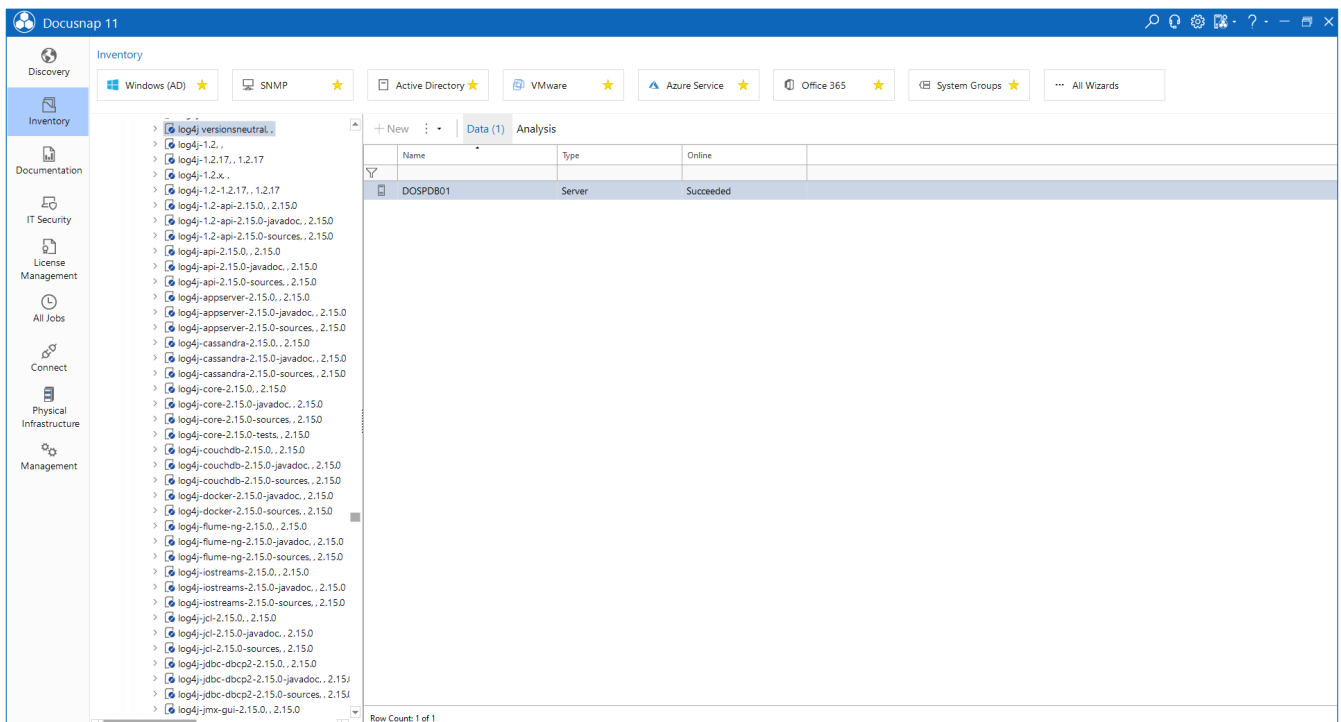 Docusnap 11
?
Discovery
Inventory
Documentation
IT Security
License
Management
All Jobs
Connect
Physical
Infrastructure
Management
Inventory
Windows (AD)
SNMP
Active Directory
VMware
Azure Service
Office 365
System Groups
All Wizards
log4j versionsneutral, ,
log4j-1.2, ,
log4j-1.2.17, , 1.2.17
log4j-1.2.x, ,
log4j-1.2-1.2.17, , 1.2.17
log4j-1.2-api-2.15.0, , 2.15.0
log4j-1.2-api-2.15.0-javadoc, , 2.15.0
log4j-1.2-api-2.15.0-sources, , 2.15.0
log4j-api-2.15.0, , 2.15.0
log4j-api-2.15.0-javadoc, , 2.15.0
log4j-api-2.15.0-sources, , 2.15.0
log4j-appserver-2.15.0, , 2.15.0
log4j-appserver-2.15.0-javadoc, , 2.15.0
log4j-appserver-2.15.0-sources, , 2.15.0
log4j-cassandra-2.15.0, , 2.15.0
log4j-cassandra-2.15.0-javadoc, , 2.15.0
log4j-cassandra-2.15.0-sources, , 2.15.0
log4j-core-2.15.0, , 2.15.0
log4j-core-2.15.0-javadoc, , 2.15.0
log4j-core-2.15.0-sources, , 2.15.0
log4j-core-2.15.0-tests, , 2.15.0
log4j-couchdb-2.15.0, , 2.15.0
log4j-couchdb-2.15.0-javadoc, , 2.15.0
log4j-couchdb-2.15.0-sources, , 2.15.0
log4j-docker-2.15.0-javadoc, , 2.15.0
log4j-docker-2.15.0-sources, , 2.15.0
log4j-flume-ng-2.15.0, , 2.15.0
log4j-flume-ng-2.15.0-javadoc, , 2.15.0
log4j-flume-ng-2.15.0-sources, , 2.15.0
log4j-iostreams-2.15.0, , 2.15.0
log4j-iostreams-2.15.0-javadoc, , 2.15.0
log4j-iostreams-2.15.0-sources, , 2.15.0
log4j-jcl-2.15.0, , 2.15.0
log4j-jcl-2.15.0-javadoc, , 2.15.0
log4j-jcl-2.15.0-sources, , 2.15.0
log4j-jdbc-dbcp2-2.15.0, , 2.15.0
log4j-jdbc-dbcp2-2.15.0-javadoc, , 2.15.
log4j-jdbc-dbcp2-2.15.0-sources, , 2.15.
log4j-jmx-gui-2.15.0, , 2.15.0
New Data (1) Analysis
Name Type Online
DOSPDB01 Server Succeeded
Row Count: 1 of 1